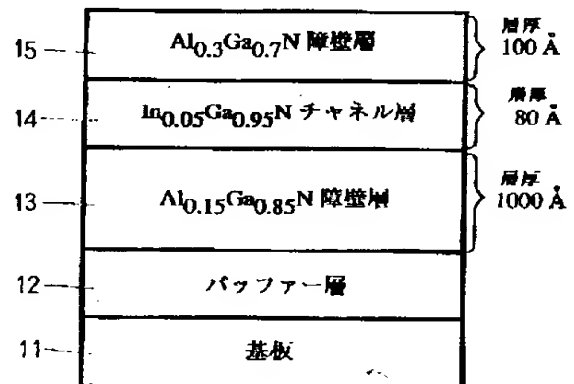 15
Al0.3Ga0.7N 障壁層
層厚
100 Å
14
In0.05Ga0.95N チャネル層
層厚
80 Å
13
Al0.15Ga0.85N 障壁層
層厚
1000 Å
12
バッファー層
11
基板